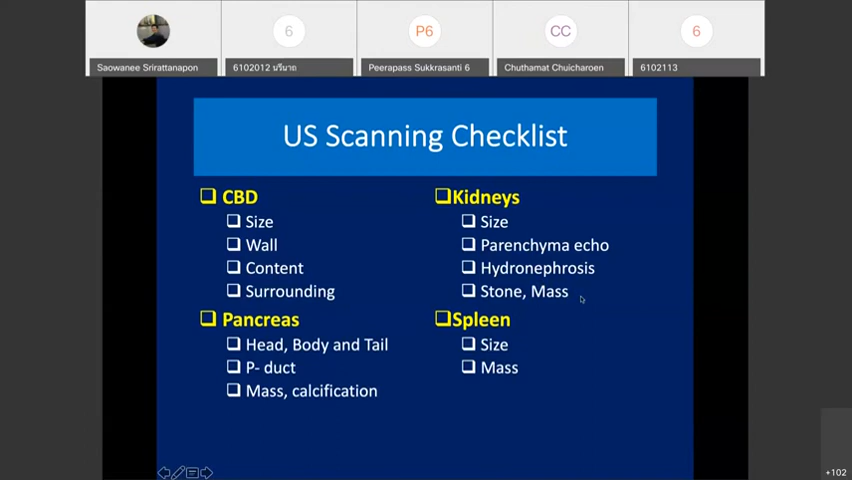 6
P6
CC
6
Saowanee Srirattanapon
6102012 นรีนาถ
Peerapass Sukkrasanti 6
Chuthamat Chuicharoen
6102113
US Scanning Checklist
CBD
Size
Wall
Content
Surrounding
Pancreas
Head, Body and Tail
P- duct
Mass, calcification
Kidneys
Size
Parenchyma echo
Hydronephrosis
Stone, Mass
Spleen
Size
Mass
+102